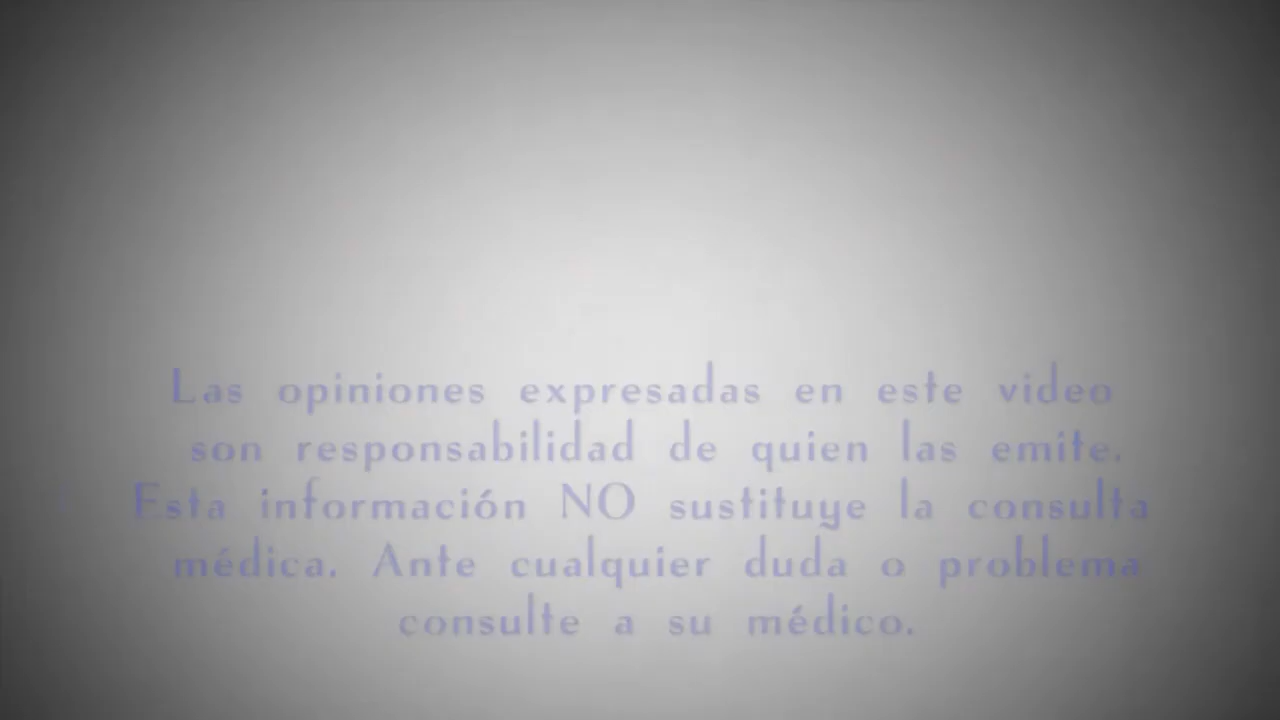 Las opiniones expresadas en este video
son responsabilidad de quien las emite.
Esta información NO sustituye la consulta
médica. Ante cualquier duda o problema
consulte a su médico.